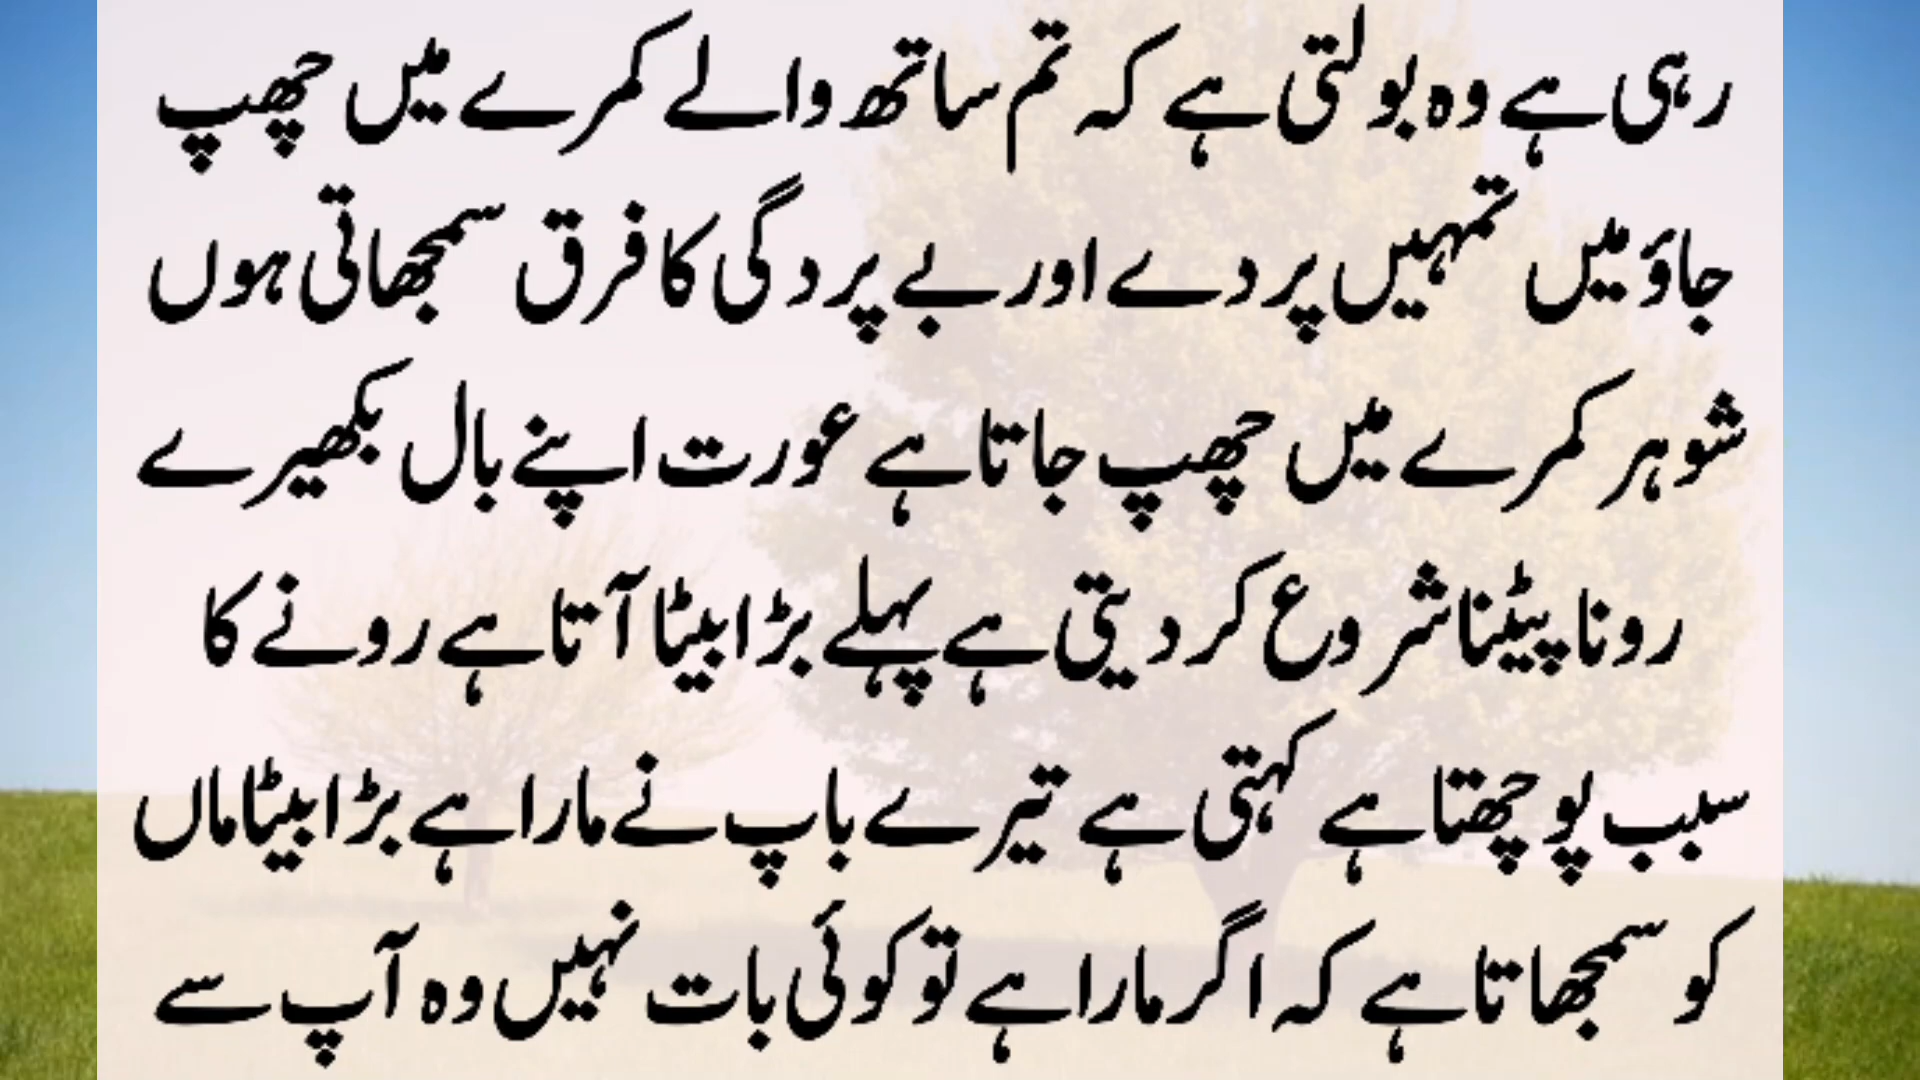 رہی ہے وہ بولتی ہے کہ تم ساتھ والے کمرے میں چھپ
جاؤ میں تمہیں پردے اور بے پردگی کا فرق سمجھاتی ہوں
شوہر کمرے میں چھپ جاتا ہے عورت اپنے بال بکھیرے
رونا پیٹنا شروع کر دیتی ہے پہلے بڑا بیٹا آتا ہے رونے کا
سبب پوچھتا ہے کہتی ہے تیرے باپ نے مارا ہے بڑا بیٹا ماں
کو سمجھاتا ہے کہ اگر مارا ہے تو کوئی بات نہیں وہ آپ سے